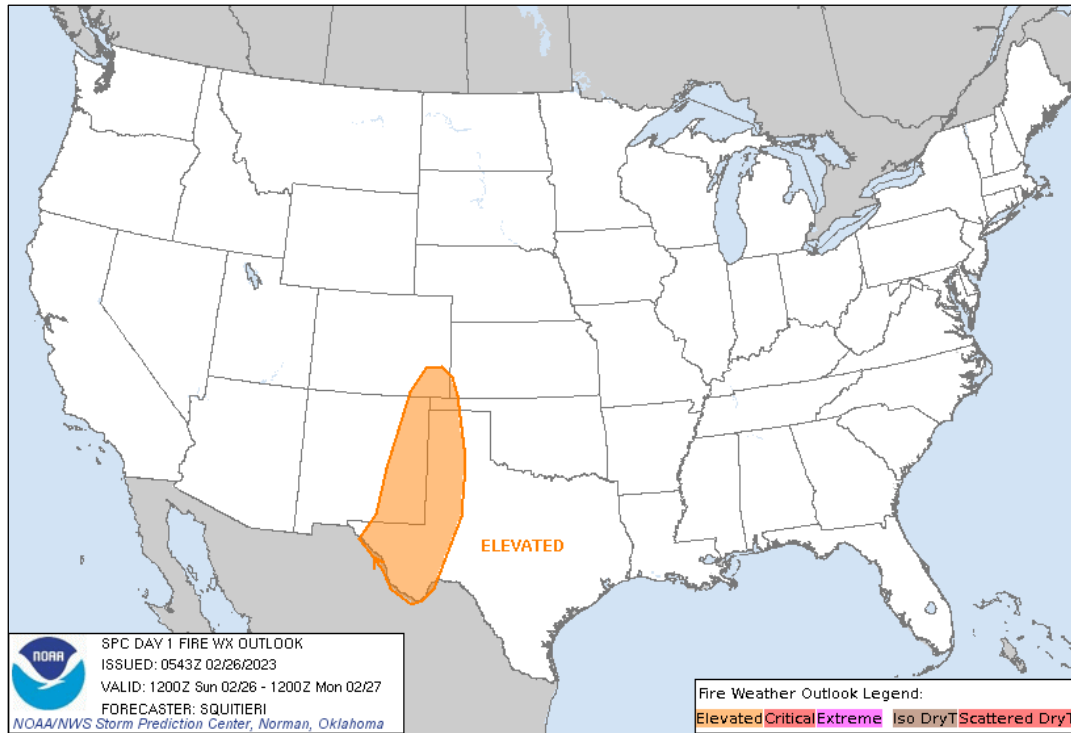 ELEVATED
NOAA
SPC DAY 1 FIRE WX OUTLOOK
ISSUED: 0543Z 02/26/2023
VALID: 1200Z Sun 02/26 - 1200Z Mon 02/27
FORECASTER: SQUITIERI
NOAA/NWS Storm Prediction Center, Norman, Oklahoma
Fire Weather Outlook Legend:
Elevated Critical Extreme Iso DryT Scattered DryT